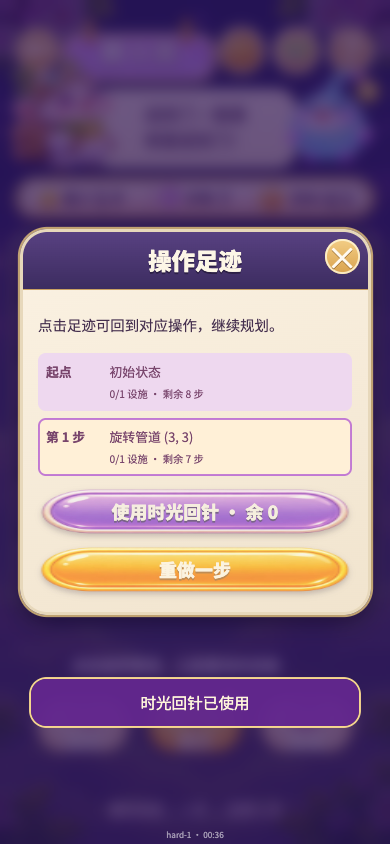 操作足迹
点击足迹可回到对应操作，继续规划。
起点
初始状态
0/1 设施 · 剩余 8 步
第 1 步
旋转管道 (3, 3)
0/1 设施 · 剩余 7 步
使用时光回针 · 余 0
重做一步
时光回针已使用
hard-1 · 00:36